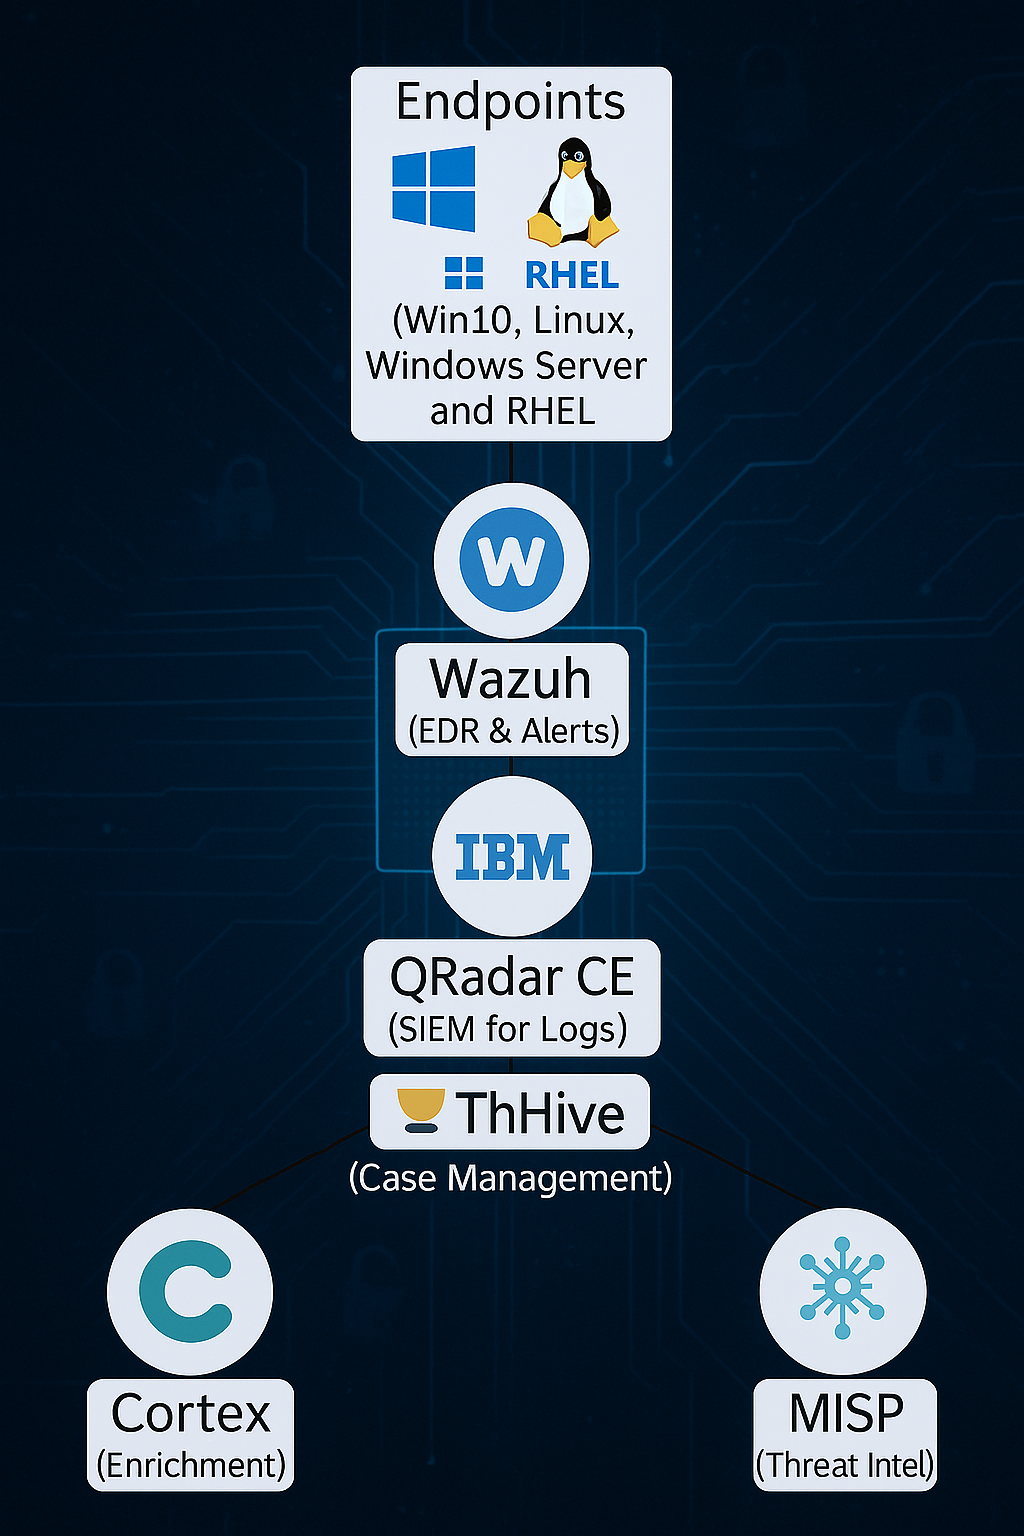 Endpoints
RHEL
(Win10, Linux,
Windows Server
and RHEL
W
Wazuh
(EDR & Alerts)
IBM
QRadar CE
(SIEM for Logs)
ThHive
(Case Management)
C
Cortex
(Enrichment)
MISP
(Threat Intel)